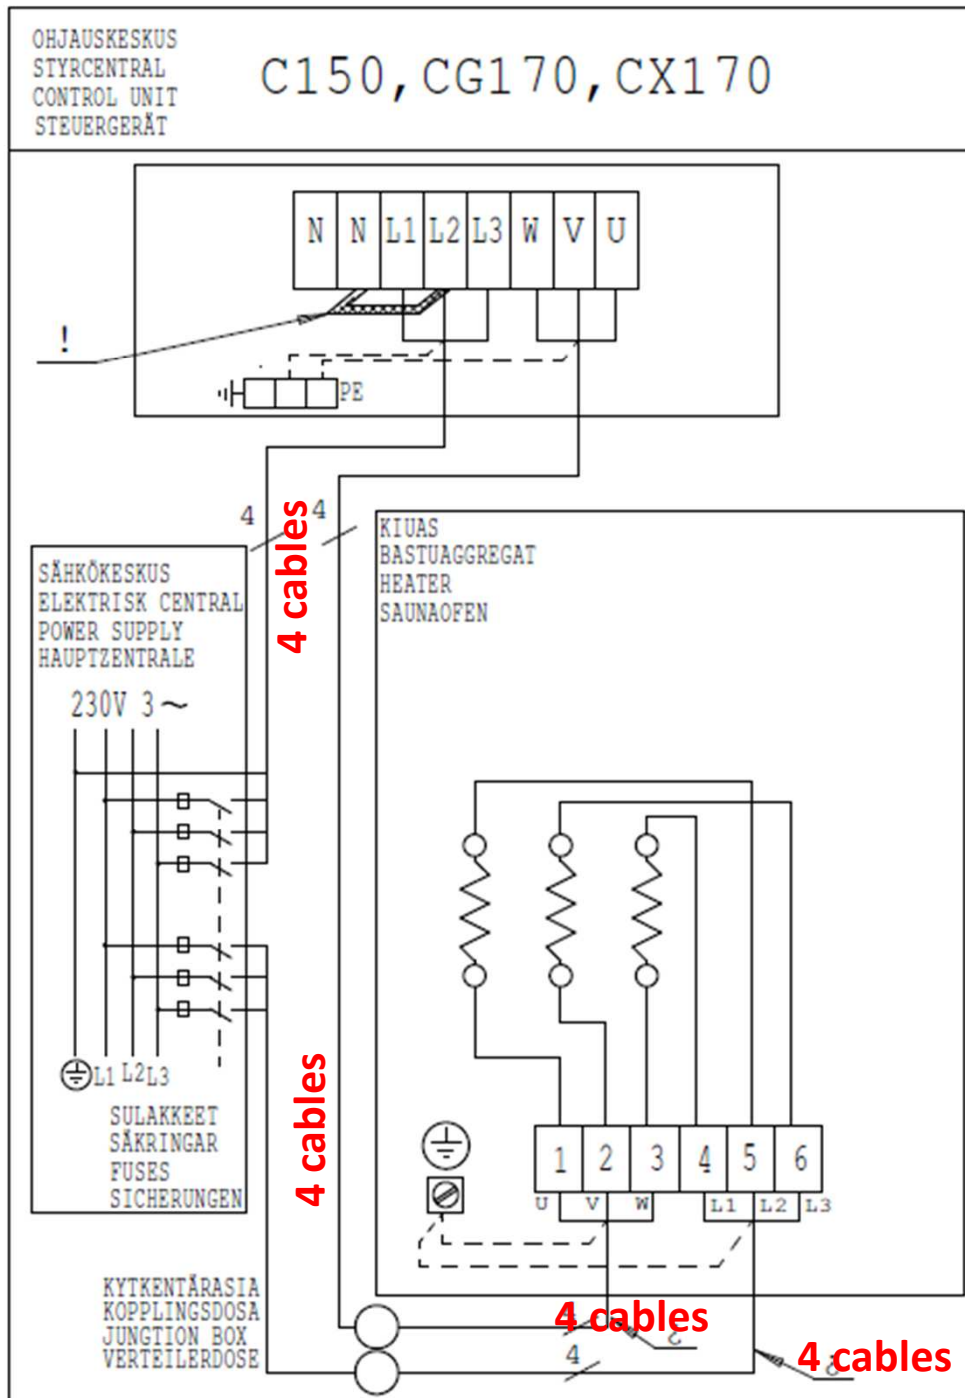 OHJAUSKESKUS
STYRCENTRAL
CONTROL UNIT
STEUERGERÄT
C150,CG170,CX170
N N L1 L2 L3 W V U
!
PE
4 4
4 cables
KIUAS
BASTUAGGREGAT
HEATER
SAUNAOFEN
SÄHKÖKESKUS
ELEKTRISK CENTRAL
POWER SUPPLY
HAUPTZENTRALE
230V 3~
L1 L2 L3
SULAKKEET
SÄKRINGAR
FUSES
SICHERUNGEN
4 cables
1 2 3 4 5 6
U V W L1 L2 L3
KYTKENTÄRASIA
KOPPLINGSDOSA
JUNGTION BOX
VERTEILERDOSE
4 cables
4
4 cables